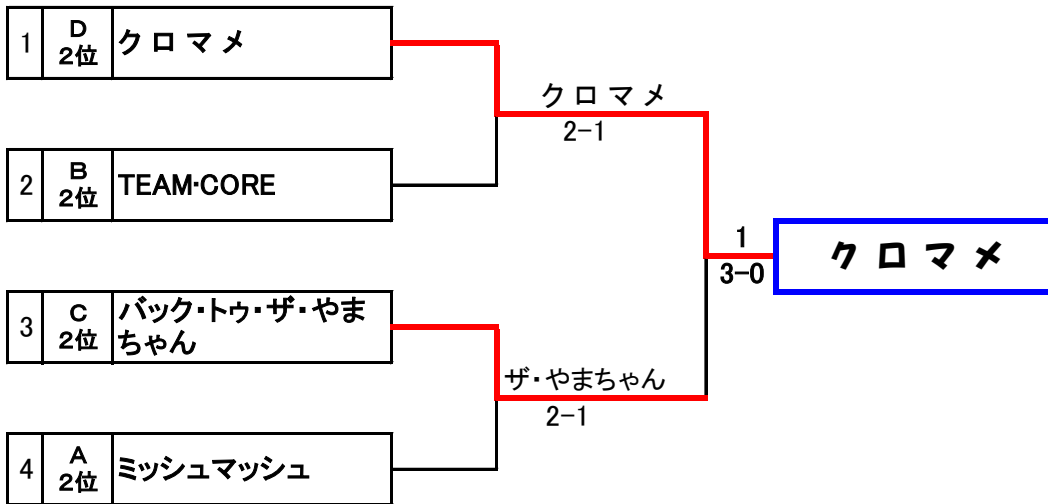 1 D 2位 クロマメ
クロマメ
2-1
2 B 2位 TEAM・CORE
1
3-0
クロマメ
3 C 2位 バック・トゥ・ザ・やま
ちゃん
ザ・やまちゃん
2-1
4 A 2位 ミッシュマッシュ